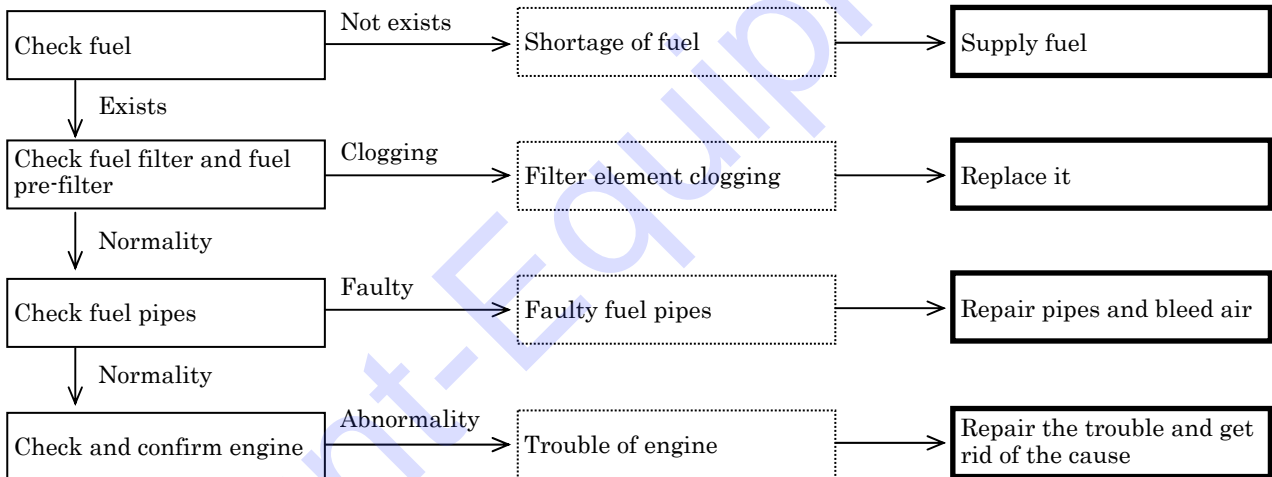 Check fuel
Not exists
Shortage of fuel
Supply fuel
Exists
Check fuel filter and fuel
pre-filter
Clogging
Filter element clogging
Replace it
Normality
Check fuel pipes
Faulty
Faulty fuel pipes
Repair pipes and bleed air
Normality
Check and confirm engine
Abnormality
Trouble of engine
Repair the trouble and get
rid of the cause
nt-Equip